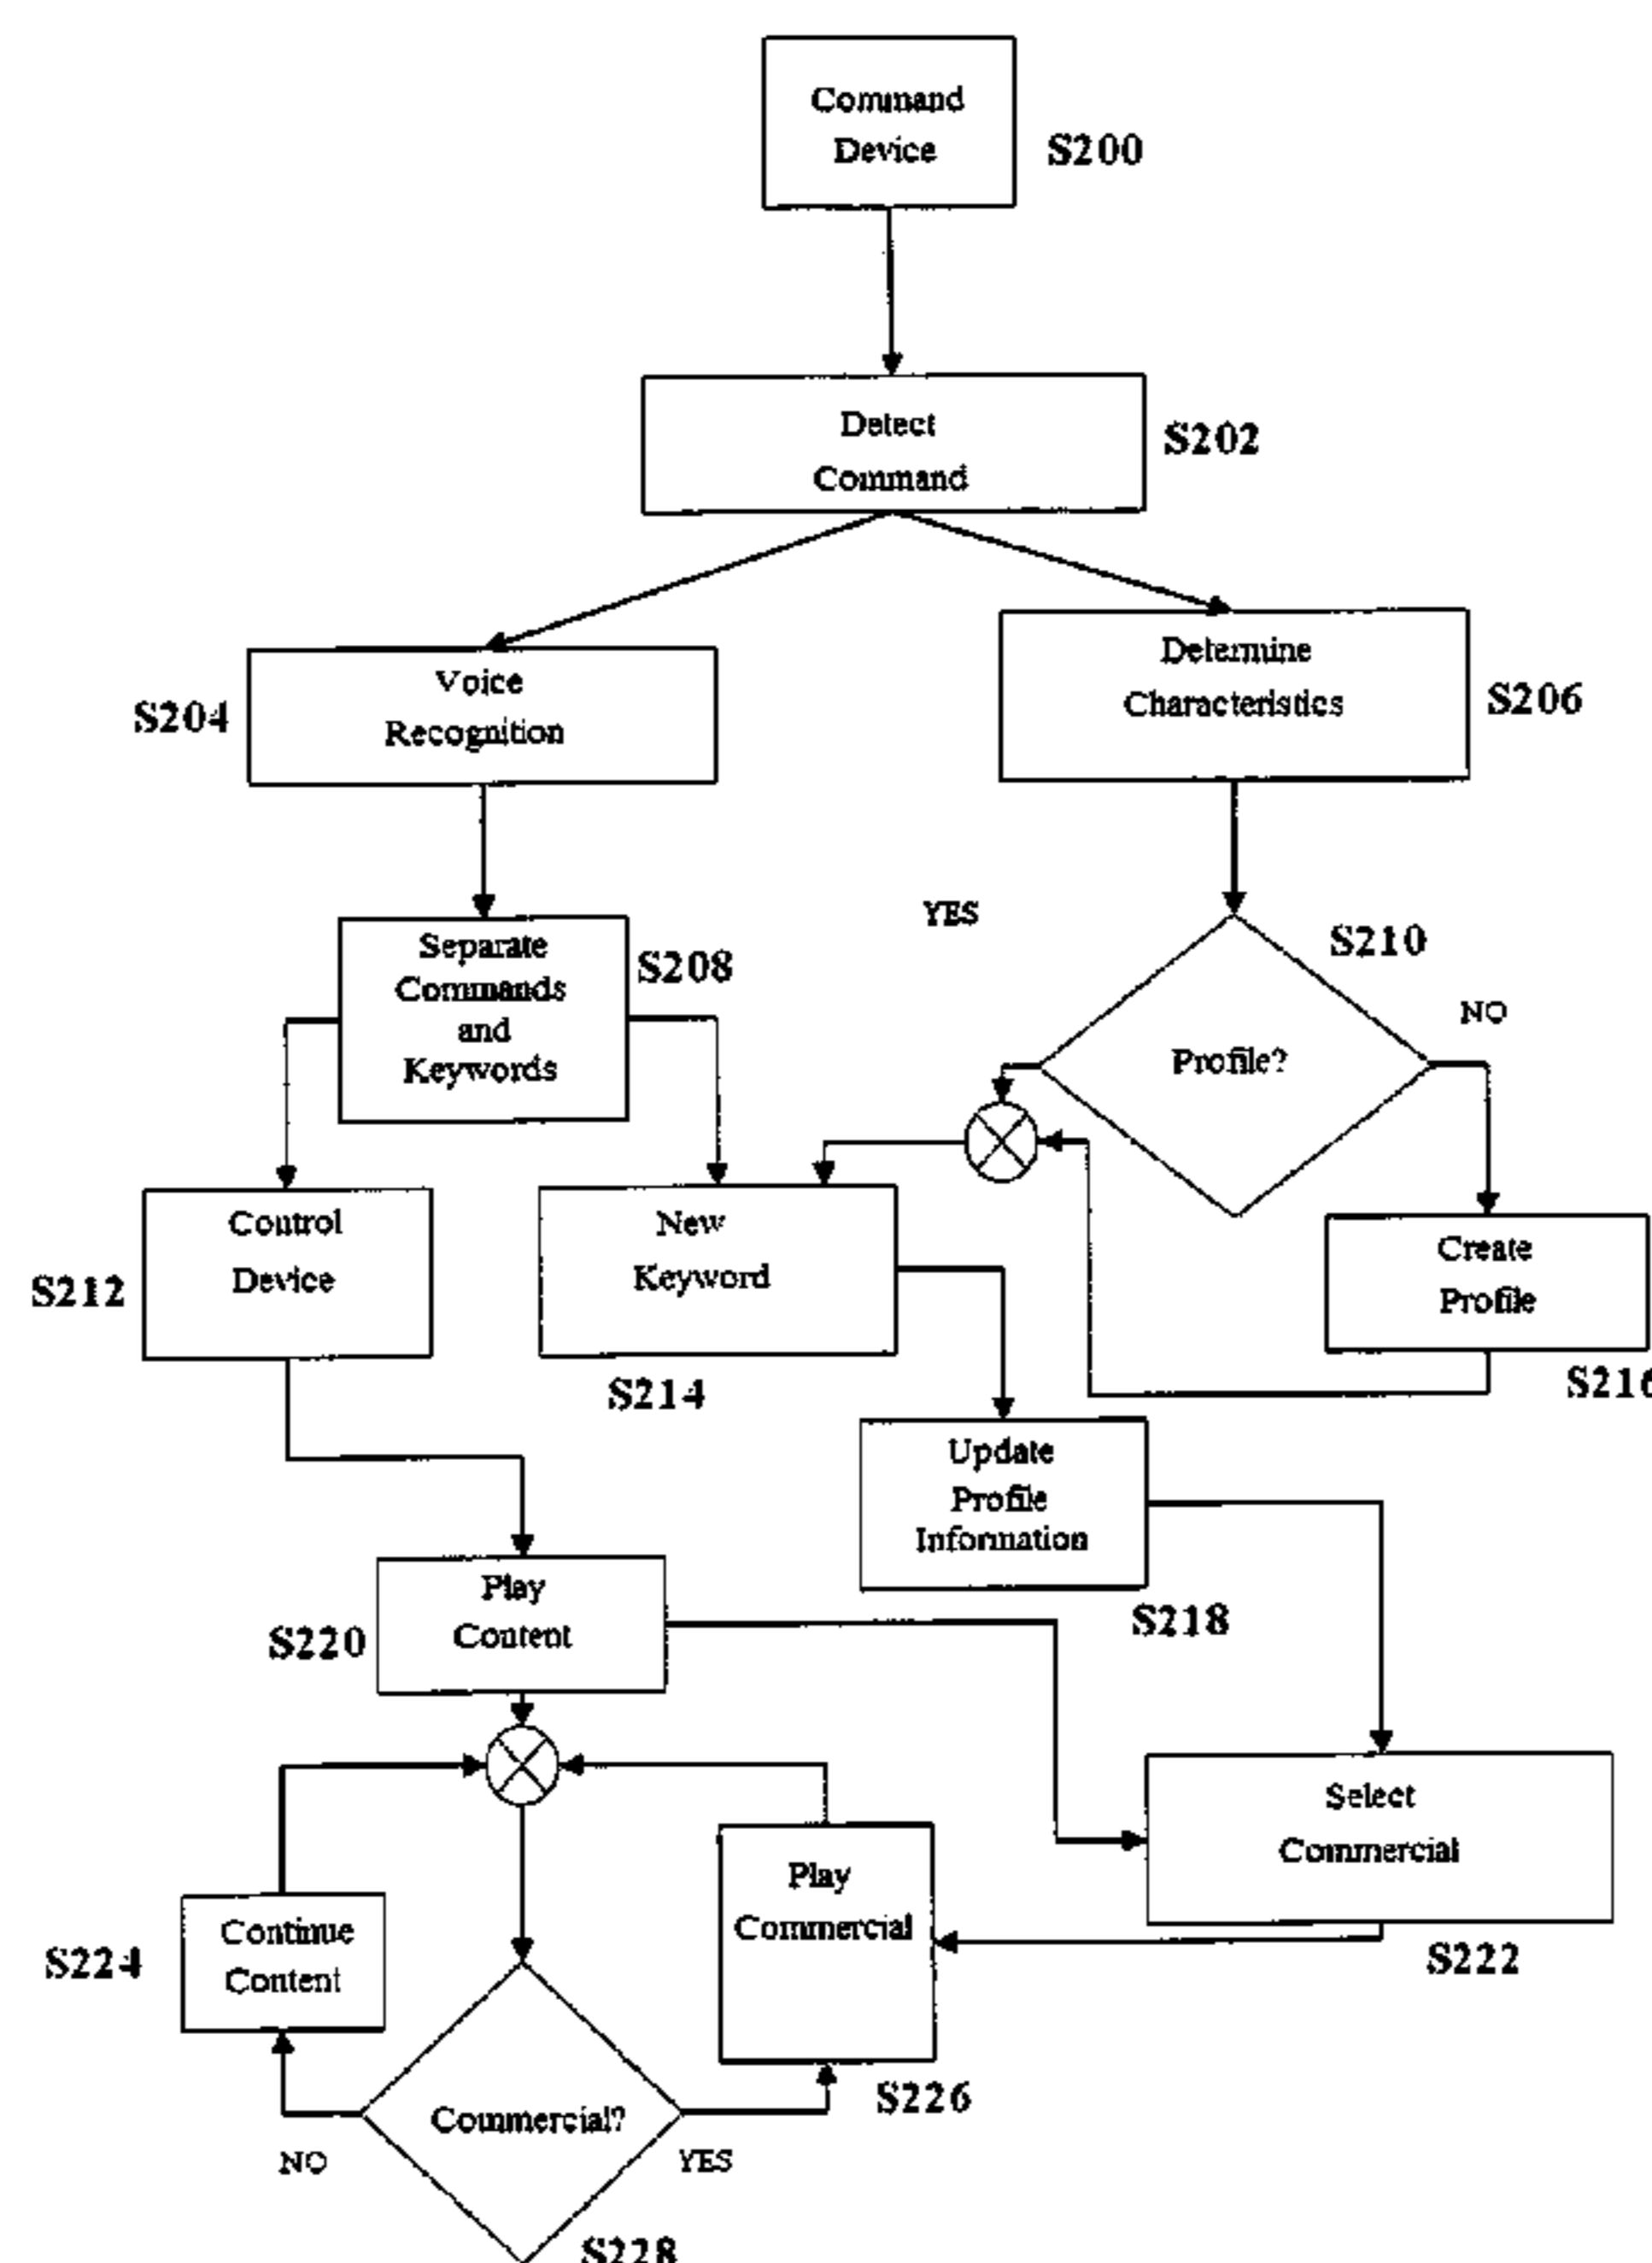 Command
Device
S200
Detect
Command
S202
Voice
Recognition
S204
Determine
Characteristics
S206
Separate
Commands
and
Keywords
S208
YES
S210
NO
Profile?
Control
Device
S212
New
Keyword
S214
Create
Profile
S216
Update
Profile
Information
S218
Play
Content
S220
Select
Commercial
S222
Continue
Content
S224
Play
Commercial
S226
Commercial?
NO
YES
S228